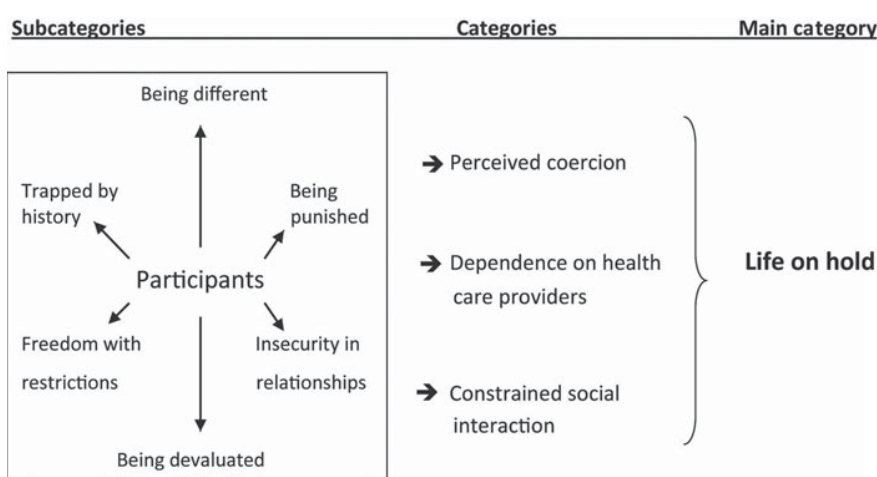 Subcategories Categories Main category
Being different
Trapped by
history
Being
punished
Participants
Freedom with
restrictions
Insecurity in
relationships
Being devaluated
Perceived coercion
Dependence on health
care providers
Constrained social
interaction
Life on hold